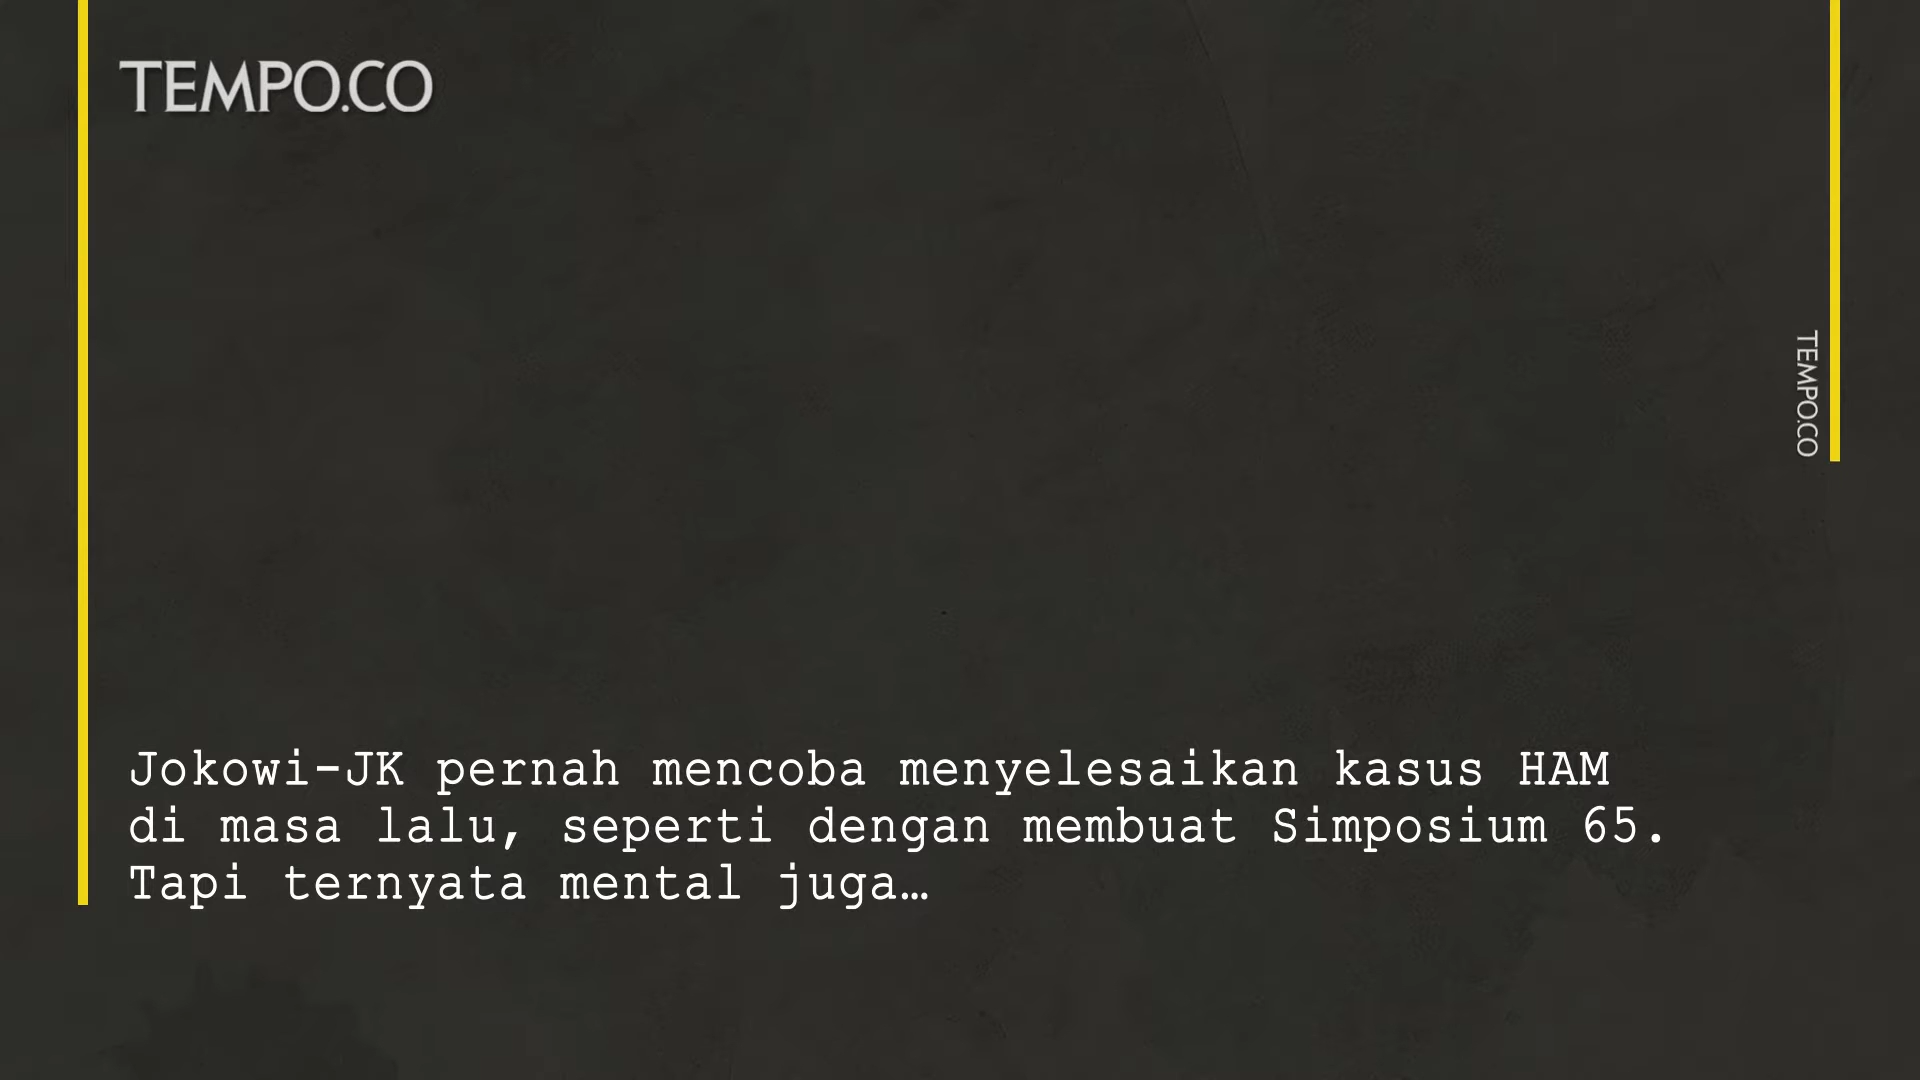 TEMPO.CO
TEMPO.CO
Jokowi-JK pernah mencoba menyelesaikan kasus HAM
di masa lalu, seperti dengan membuat Simposium 65.
Tapi ternyata mental juga…